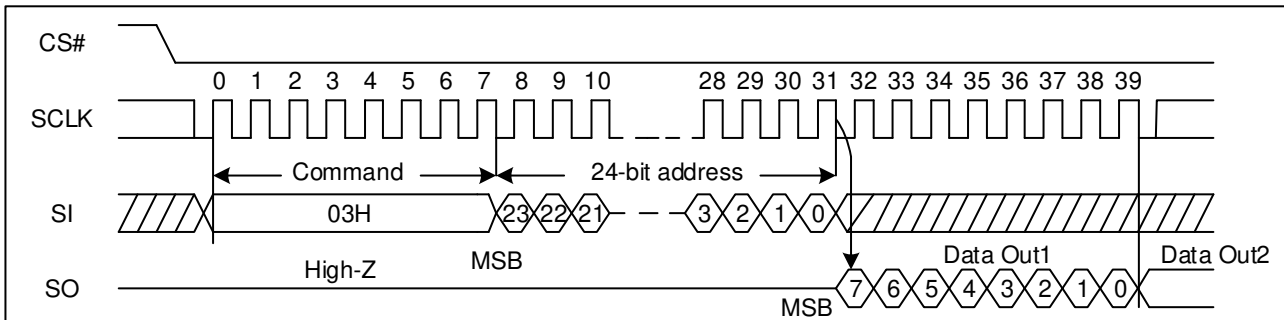 CS#
0 1 2 3 4 5 6 7 8 9 10 28 29 30 31 32 33 34 35 36 37 38 39
SCLK
Command 24-bit address
SI 03H 23 22 21 3 2 1 0
High-Z MSB Data Out1 Data Out2
SO MSB 7 6 5 4 3 2 1 0